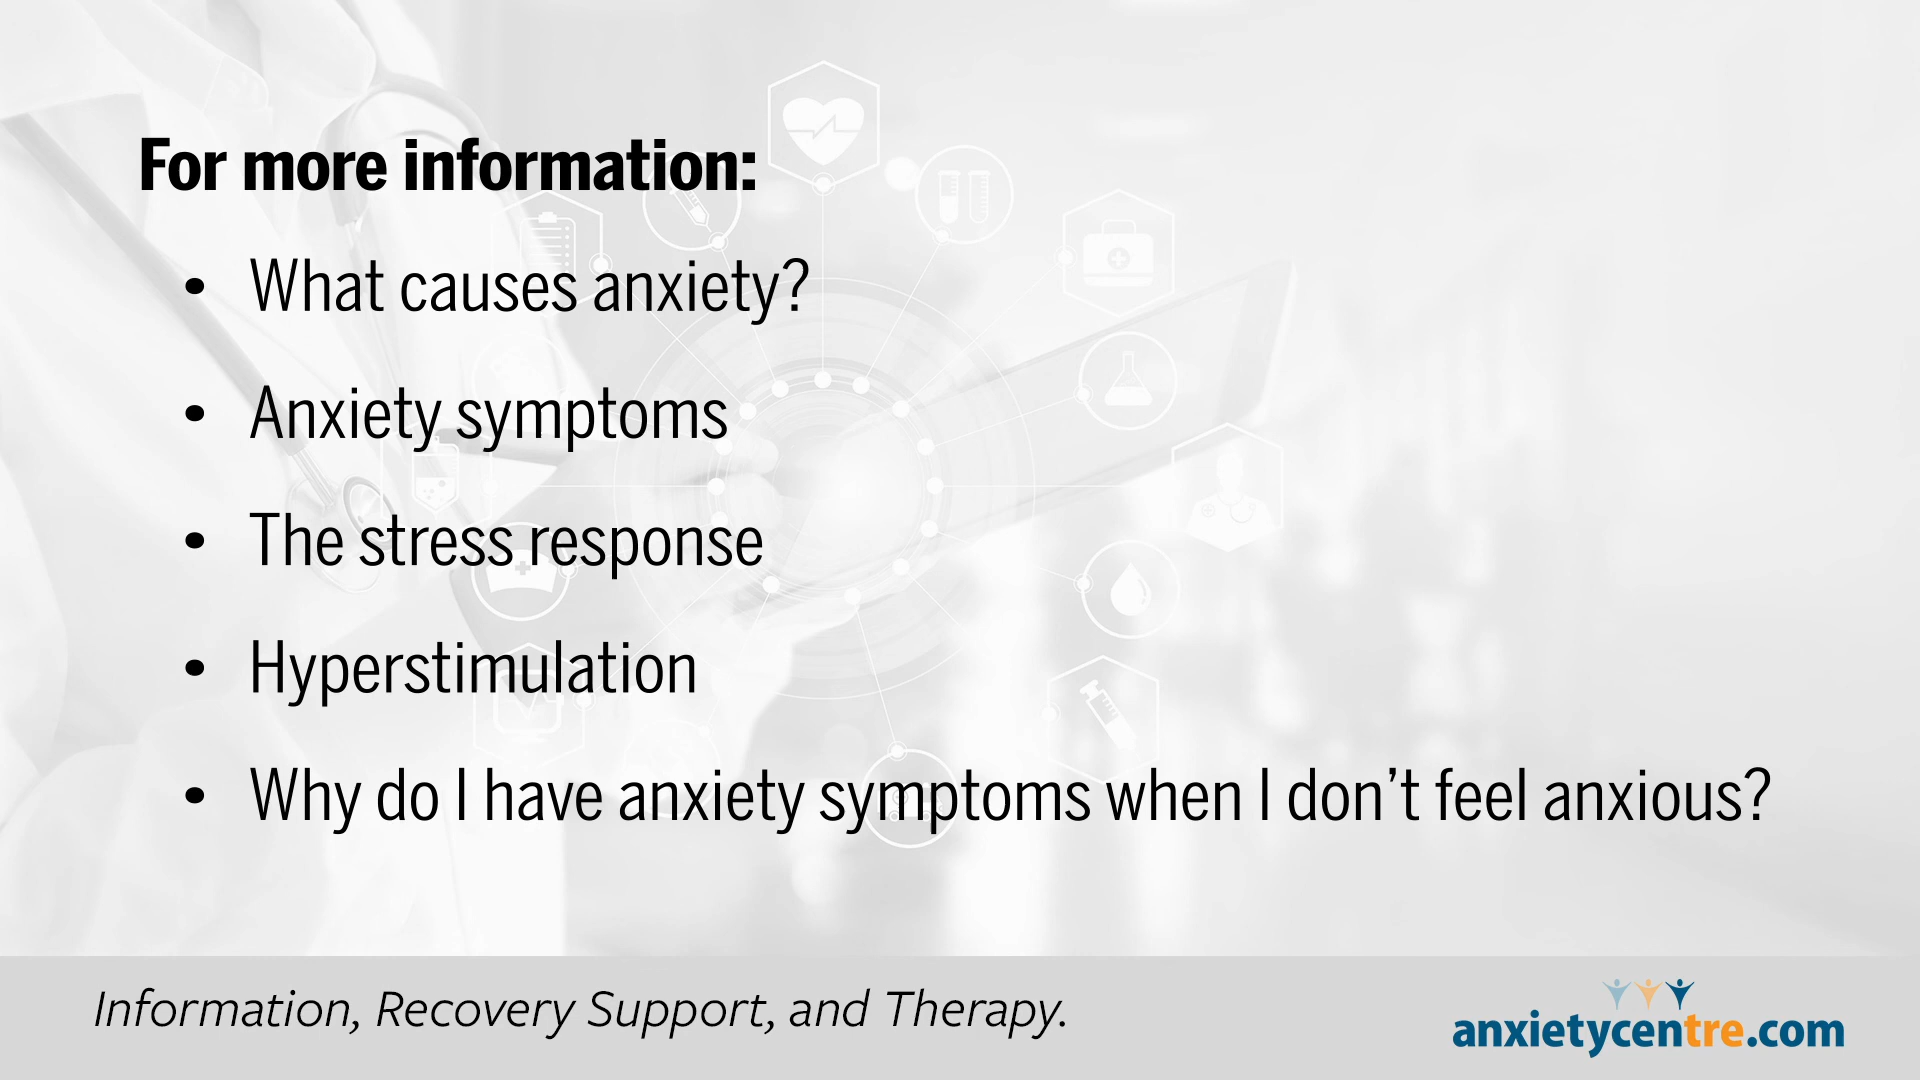 For more information:
• What causes anxiety?
• Anxiety symptoms
• The stress response
• Hyperstimulation
• Why do I have anxiety symptoms when I don’t feel anxious?
Information, Recovery Support, and Therapy.
anxietycentre.com